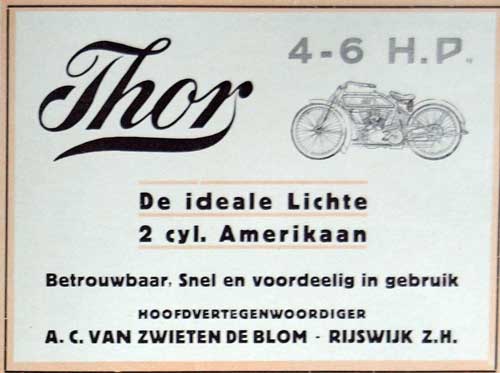 Thor
4-6 H.P.
De ideale Lichte
2 cyl. Amerikaan
Betrouwbaar, Snel en voordeelig in gebruik
HOOFDVERTEGENWOORDIGER
A. C. VAN ZWIETEN DE BLOM - RIJSWIJK Z.H.